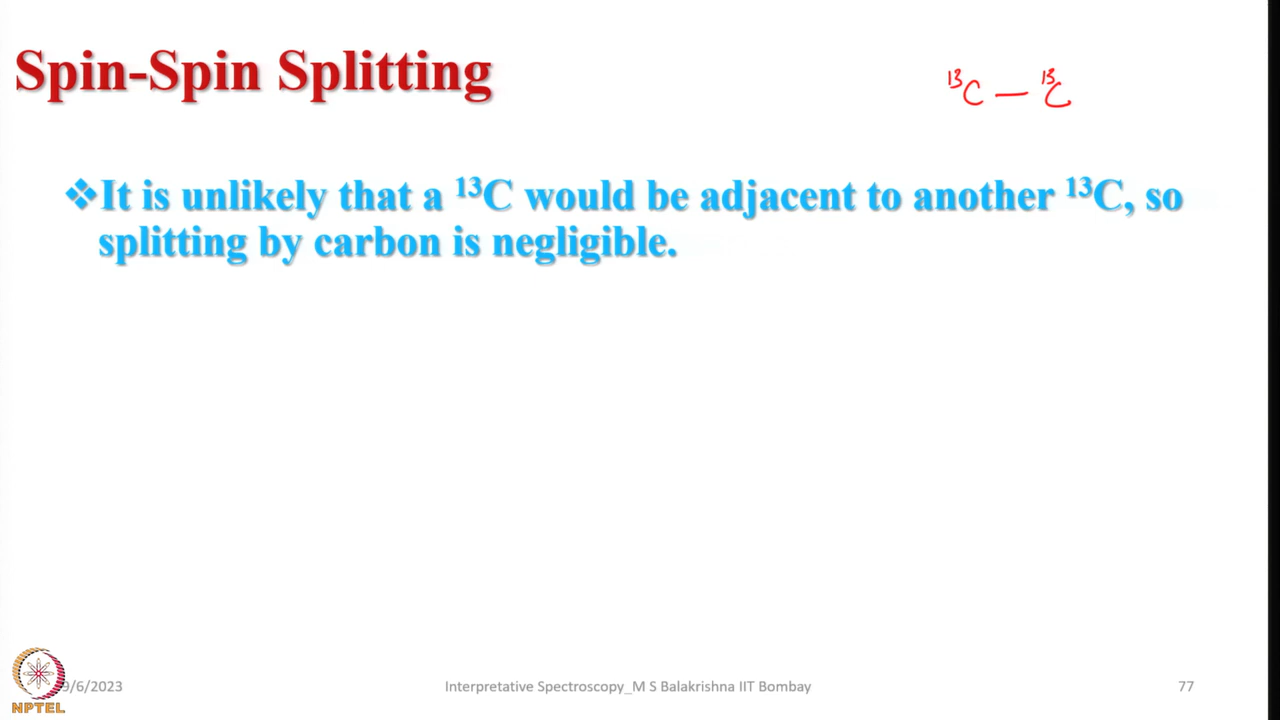 Spin-Spin Splitting
¹³C — ¹³C
❖It is unlikely that a ¹³C would be adjacent to another ¹³C, so
splitting by carbon is negligible.
9/6/2023
Interpretative Spectroscopy_M S Balakrishna IIT Bombay
77
NPTEL